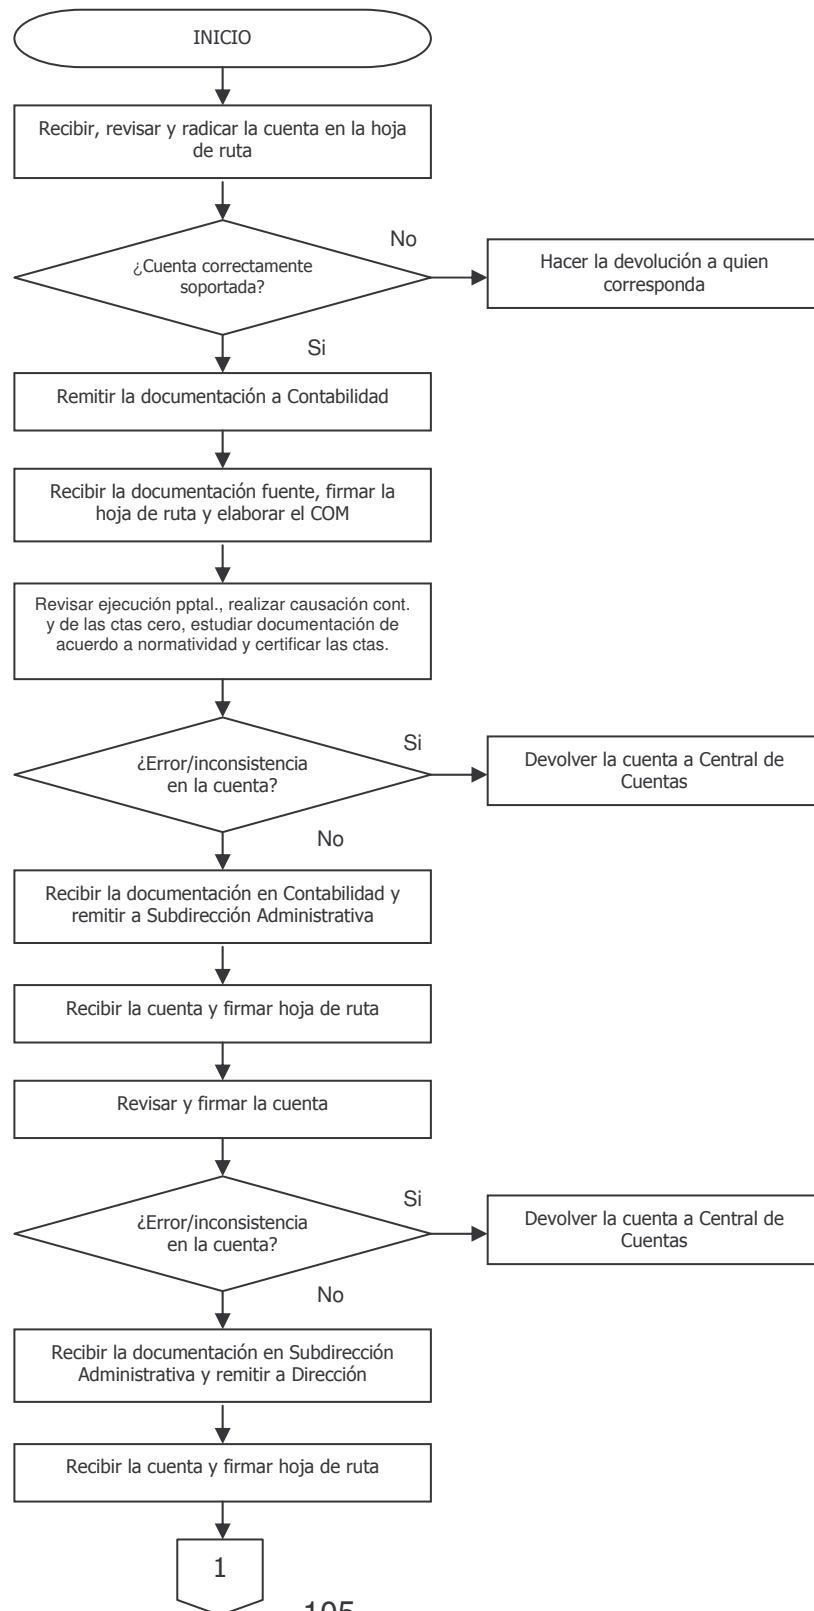 INICIO
Recibir, revisar y radicar la cuenta en la hoja
de ruta
No
¿Cuenta correctamente
soportada?
Hacer la devolución a quien
corresponda
Si
Remitir la documentación a Contabilidad
Recibir la documentación fuente, firmar la
hoja de ruta y elaborar el COM
Revisar ejecución pptal., realizar causación cont.
y de las ctas cero, estudiar documentación de
acuerdo a normatividad y certificar las ctas.
Si
¿Error/inconsistencia
en la cuenta?
Devolver la cuenta a Central de
Cuentas
No
Recibir la documentación en Contabilidad y
remitir a Subdirección Administrativa
Recibir la cuenta y firmar hoja de ruta
Revisar y firmar la cuenta
Si
¿Error/inconsistencia
en la cuenta?
Devolver la cuenta a Central de
Cuentas
No
Recibir la documentación en Subdirección
Administrativa y remitir a Dirección
Recibir la cuenta y firmar hoja de ruta
1
105